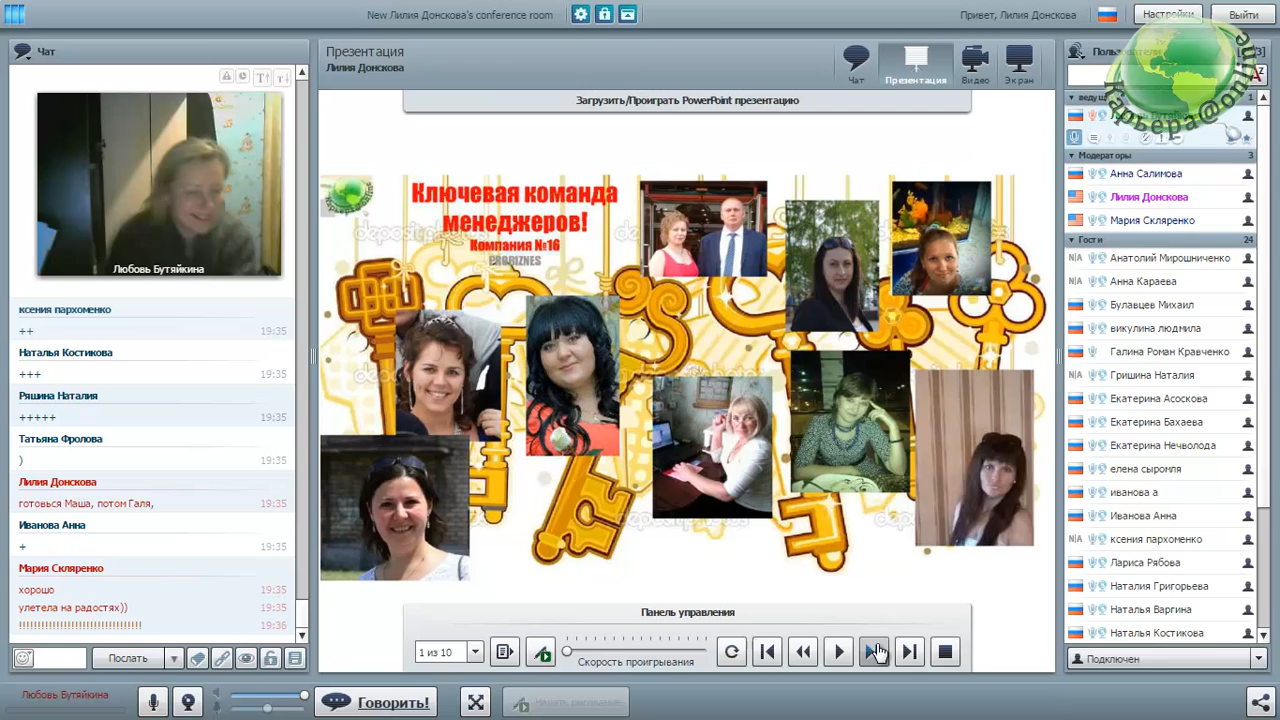 New Лилия Донскова's conference room
Привет, Лилия Донскова
Настройки
Выйти
Чат
Любовь Бутяйкина
ксения пархоменко
++
19:35
Наталья Костикова
+++
19:35
Ряшина Наталия
+++++
19:35
Татьяна Фролова
)
19:35
Лилия Донскова
готовься Маша, потом Галя,
19:35
Иванова Анна
+
19:35
Мария Скляренко
хорошо
19:35
улетела на радостях))
19:35
!!!!!!!!!!!!!!!!!!!!!!!!!!!!!!!!!
19:36
Послать
Презентация
Лилия Донскова
Чат
Презентация
Видео
Экран
Загрузить/Проиграть PowerPoint презентацию
Ключевая команда
менеджеров!
Компания №16
PROBIZNES
Панель управления
1 из 10
Скорость проигрывания
Карьера@online
Модераторы
3
Анна Салимова
Лилия Донскова
Мария Скляренко
Гости
24
Анатолий Мирошниченко
Анна Караева
Булавцев Михаил
викулина людмила
Галина Роман Кравченко
Гришина Наталия
Екатерина Асоскова
Екатерина Бахаева
Екатерина Нечволода
елена сыромля
иванова а
Иванова Анна
ксения пархоменко
Лариса Рябова
Наталия Григорьева
Наталья Варгина
Наталья Костикова
Подключен
Любовь Бутяйкина
Говорить!